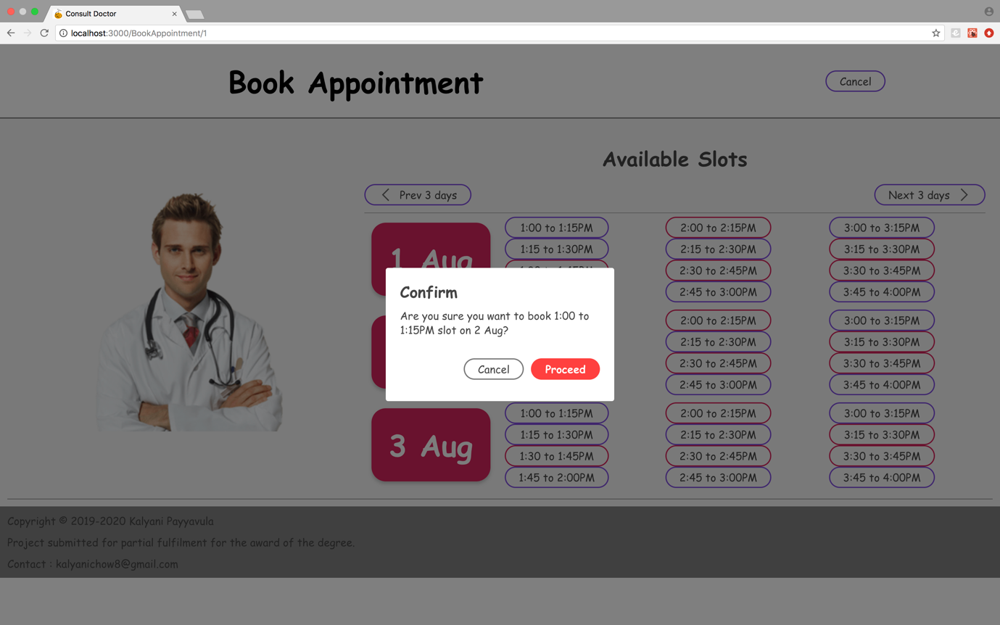 Consult Doctor
localhost:3000/BookAppointment/1
Book Appointment
Cancel
Available Slots
Prev 3 days
Next 3 days
1 Aug
1:00 to 1:15PM
2:00 to 2:15PM
3:00 to 3:15PM
1:15 to 1:30PM
2:15 to 2:30PM
3:15 to 3:30PM
2:30 to 2:45PM
3:30 to 3:45PM
2:45 to 3:00PM
3:45 to 4:00PM
Confirm
Are you sure you want to book 1:00 to
1:15PM slot on 2 Aug?
Cancel
Proceed
2:00 to 2:15PM
3:00 to 3:15PM
2:15 to 2:30PM
3:15 to 3:30PM
2:30 to 2:45PM
3:30 to 3:45PM
2:45 to 3:00PM
3:45 to 4:00PM
3 Aug
1:00 to 1:15PM
2:00 to 2:15PM
3:00 to 3:15PM
1:15 to 1:30PM
2:15 to 2:30PM
3:15 to 3:30PM
1:30 to 1:45PM
2:30 to 2:45PM
3:30 to 3:45PM
1:45 to 2:00PM
2:45 to 3:00PM
3:45 to 4:00PM
Copyright © 2019-2020 Kalyani Payyavula
Project submitted for partial fulfilment for the award of the degree.
Contact : kalyanichow8@gmail.com